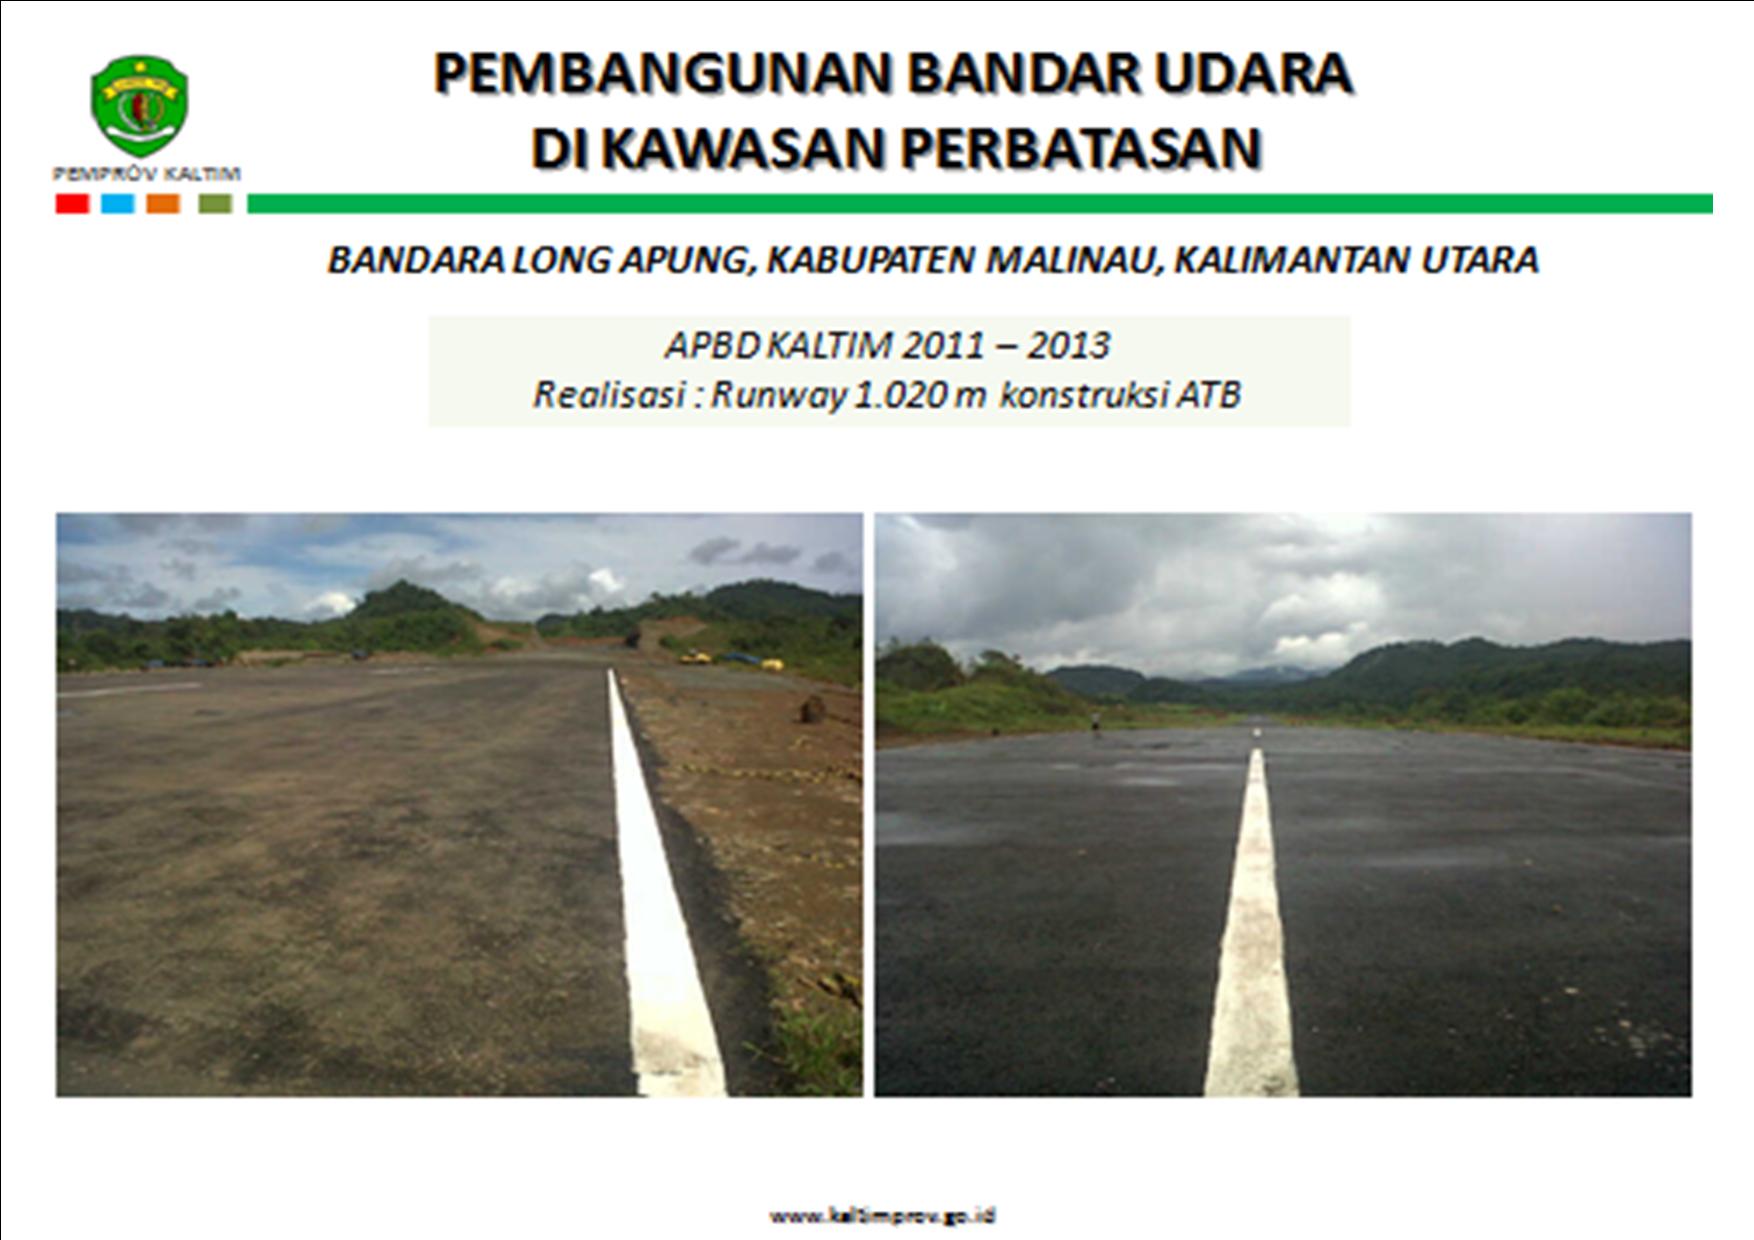 PEMBANGUNAN BANDAR UDARA
DI KAWASAN PERBATASAN
PEMPROV KALTIM
BANDARA LONG APUNG, KABUPATEN MALINAU, KALIMANTAN UTARA
APBD KALTIM 2011 – 2013
Realisasi : Runway 1.020 m konstruksi ATB
www.kaltimprov.go.id